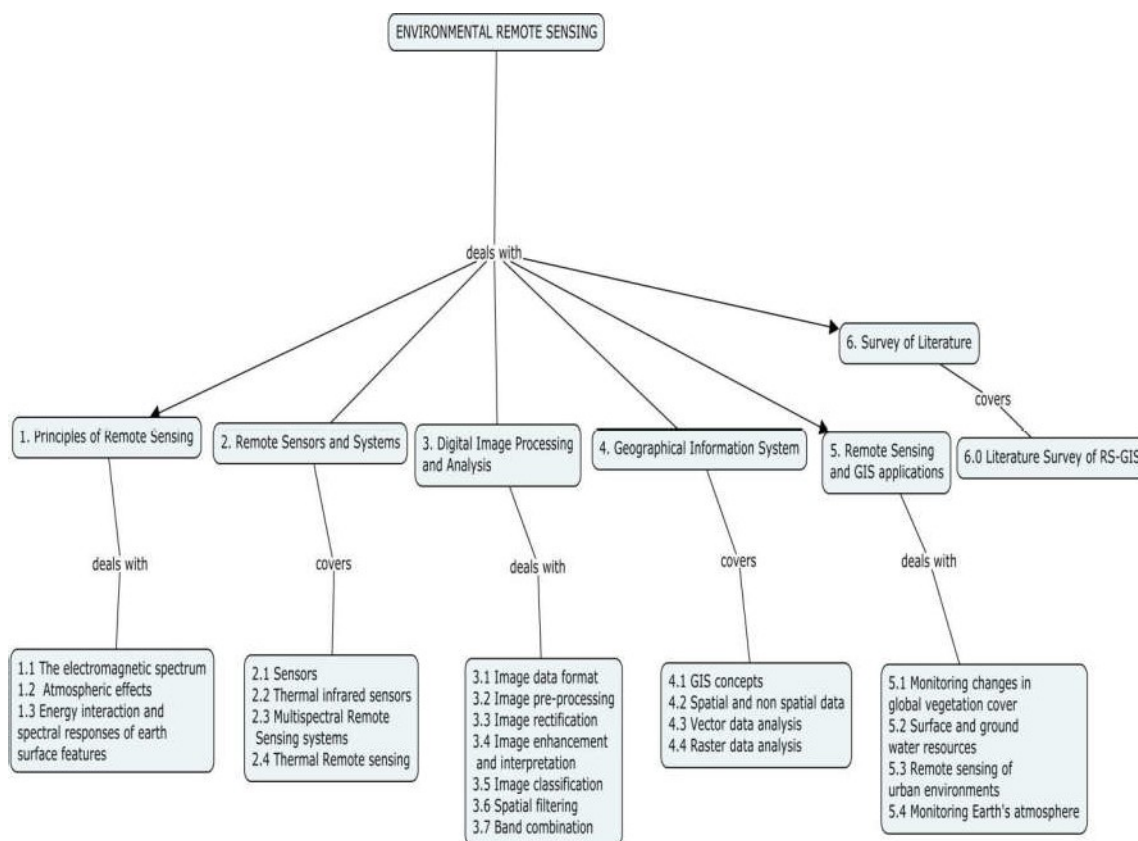 ENVIRONMENTAL REMOTE SENSING
deals with
6. Survey of Literature
covers
6.0 Literature Survey of RS-GIS
1. Principles of Remote Sensing
2. Remote Sensors and Systems
3. Digital Image Processing
and Analysis
4. Geographical Information System
5. Remote Sensing
and GIS applications
deals with
covers
deals with
covers
deals with
1.1 The electromagnetic spectrum
1.2 Atmospheric effects
1.3 Energy interaction and
spectral responses of earth
surface features
2.1 Sensors
2.2 Thermal infrared sensors
2.3 Multispectral Remote
Sensing systems
2.4 Thermal Remote sensing
3.1 Image data format
3.2 Image pre-processing
3.3 Image rectification
3.4 Image enhancement
and interpretation
3.5 Image classification
3.6 Spatial filtering
3.7 Band combination
4.1 GIS concepts
4.2 Spatial and non spatial data
4.3 Vector data analysis
4.4 Raster data analysis
5.1 Monitoring changes in
global vegetation cover
5.2 Surface and ground
water resources
5.3 Remote sensing of
urban environments
5.4 Monitoring Earth's atmosphere